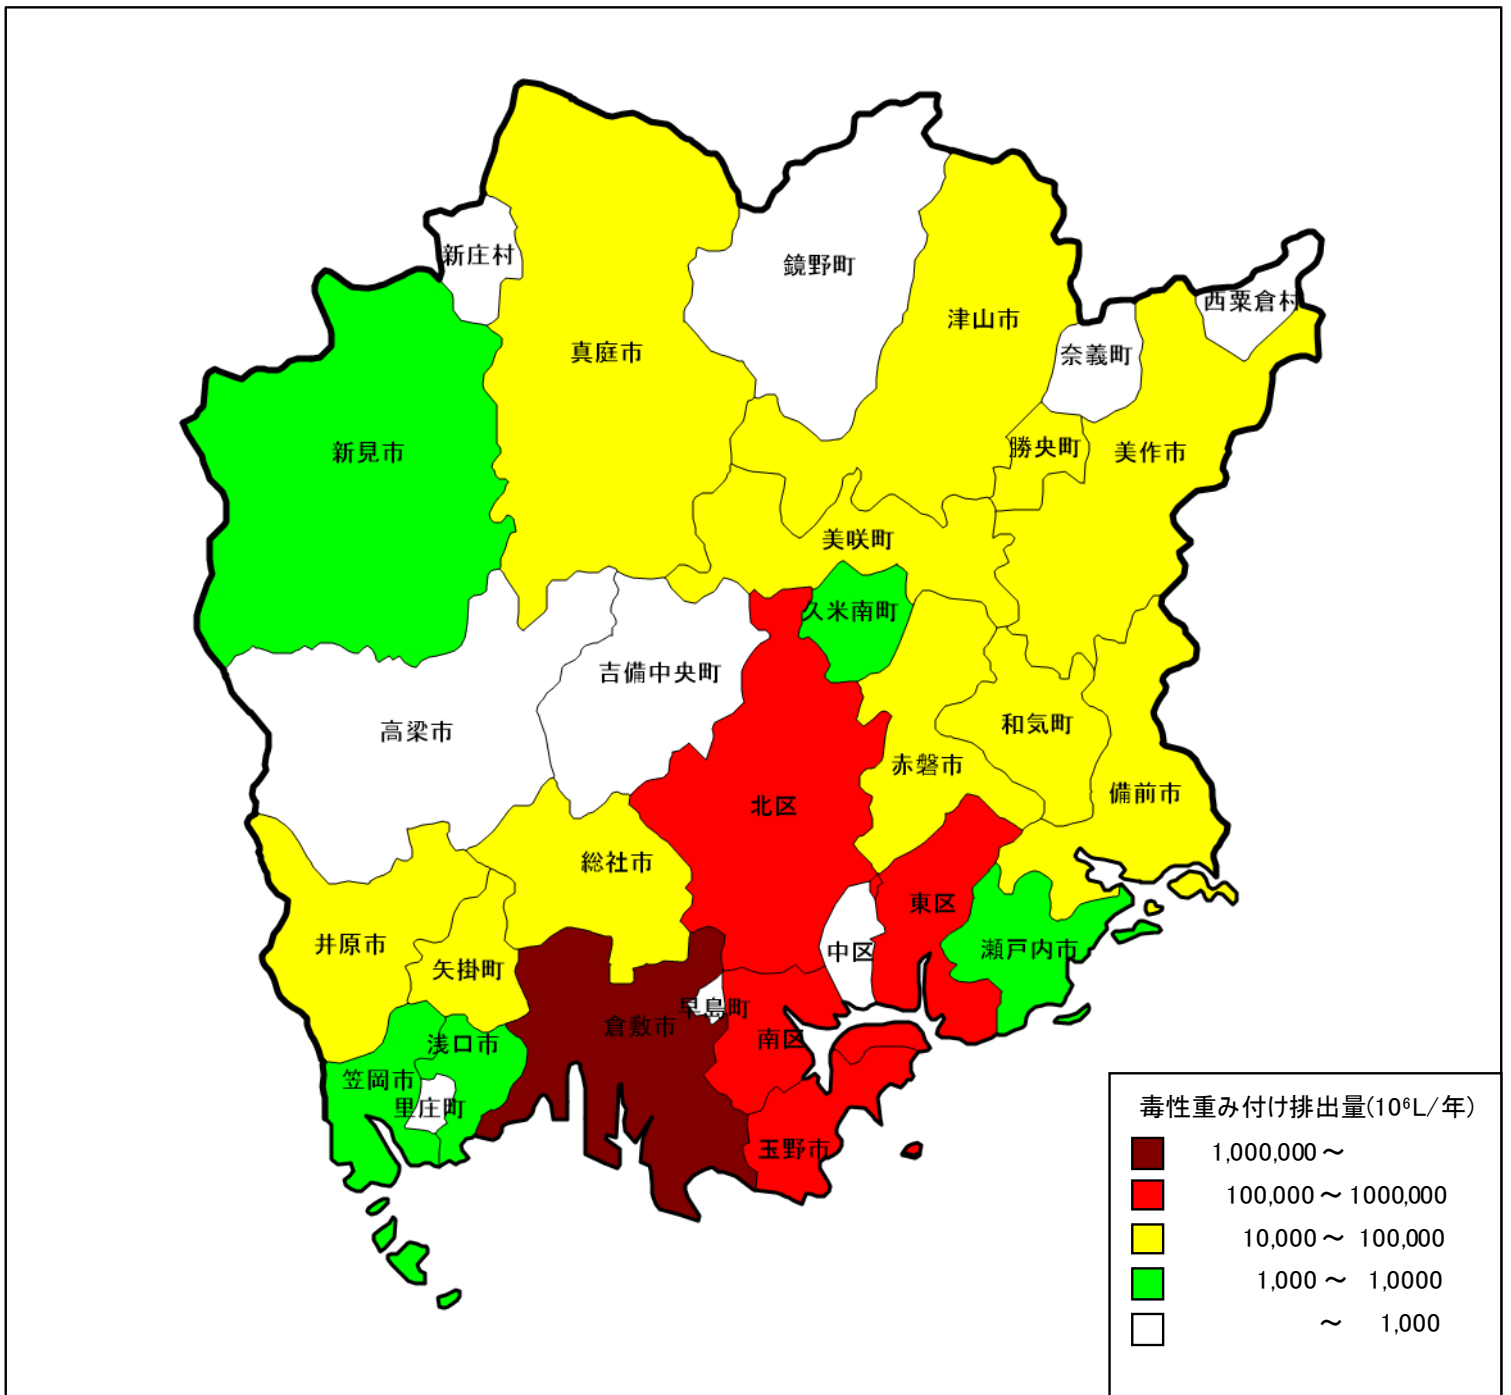 新庄村
鏡野町
西粟倉村
津山市
真庭市
奈義町
新見市
勝央町
美作市
美咲町
久米南町
吉備中央町
高梁市
和気町
赤磐市
備前市
北区
総社市
東区
井原市
矢掛町
中区
瀬戸内市
早島町
倉敷市
南区
浅口市
笠岡市
里庄町
玉野市
毒性重み付け排出量(10⁶L/年)
1,000,000～
100,000～1000,000
10,000～ 100,000
1,000～ 1,0000
～ 1,000